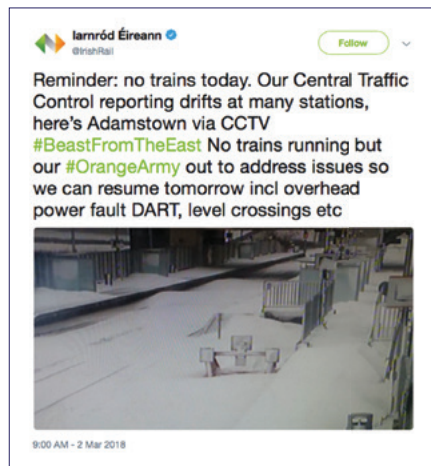 Iarnród Éireann
@IrishRail
Follow
Reminder: no trains today. Our Central Traffic
Control reporting drifts at many stations,
here's Adamstown via CCTV
#BeastFromTheEast No trains running but
our #OrangeArmy out to address issues so
we can resume tomorrow incl overhead
power fault DART, level crossings etc
9:00 AM - 2 Mar 2018